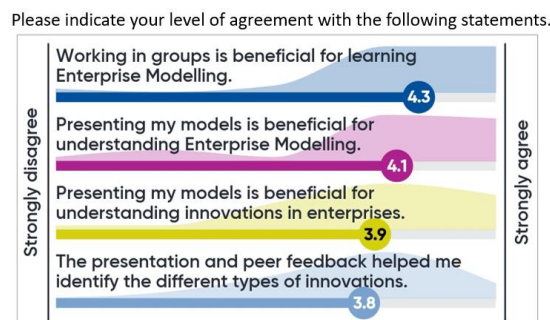 Please indicate your level of agreement with the following statements.
Strongly disagree
Working in groups is beneficial for learning
Enterprise Modelling.
4.3
Presenting my models is beneficial for
understanding Enterprise Modelling.
4.1
Presenting my models is beneficial for
understanding innovations in enterprises.
3.9
The presentation and peer feedback helped me
identify the different types of innovations.
3.8
Strongly agree